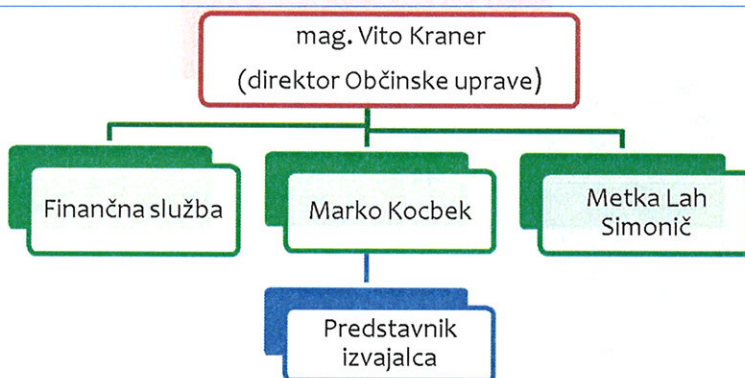 mag. Vito Kraner
(direktor Občinske uprave)
Finančna služba
Marko Kocbek
Metka Lah
Simonič
Predstavnik
izvajalca